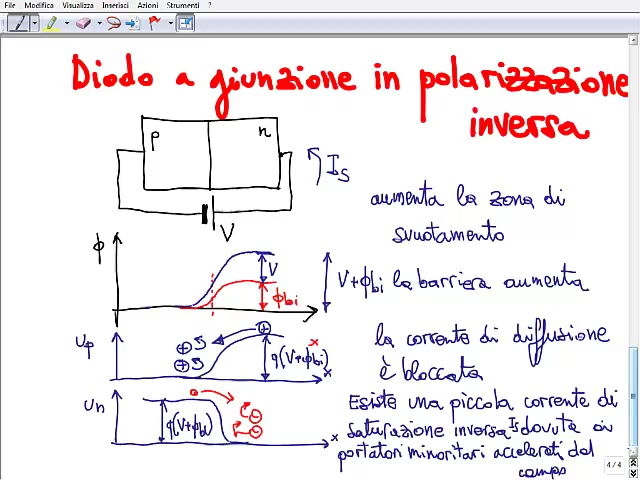 File Modifica Visualizza Inserisci Azioni Strumenti ?
Diodo a giunzione in polarizzazione
inversa
p n
Is
V
aumenta la zona di
svuotamento
ϕ
V
ϕbi
V+ϕbi la barriera aumenta
Up
q(V+ϕbi)
x
x
la corrente di diffusione
è bloccata
Un
q(V+ϕbi)
x
Esiste una piccola corrente di
saturazione inversa Is dovuta ai
portatori minoritari accelerati dal
campo
4/4